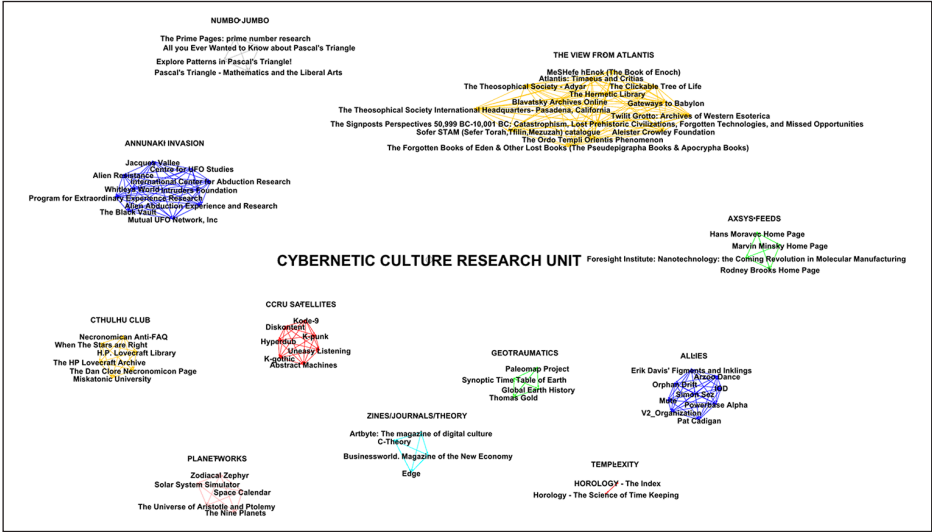 NUMBO JUMBO
The Prime Pages: prime number research
All you Ever Wanted to Know about Pascal's Triangle
Explore Patterns in Pascal's Triangle!
Pascal's Triangle - Mathematics and the Liberal Arts
THE VIEW FROM ATLANTIS
MeSHefe hEnok (The Book of Enoch)
Atlantis: Timaeus and Critias
The Theosophical Society - Adyar
The Clickable Tree of Life
The Hermetic Library
Blavatsky Archives Online
Gateways to Babylon
The Theosophical Society International Headquarters- Pasadena, California
Twilit Grotto: Archives of Western Esoterica
The Signposts Perspectives 50,999 BC-10,001 BC: Catastrophism, Lost Prehistoric Civilizations, Forgotten Technologies, and Missed Opportunities
Sofer STAM (Sefer Torah,Tfilin,Mezuzah) catalogue
Aleister Crowley Foundation
The Ordo Templi Orientis Phenomenon
The Forgotten Books of Eden & Other Lost Books (The Pseudepigrapha Books & Apocrypha Books)
ANNUNAKI INVASION
Jacques Vallee
Centre for UFO Studies
Alien Resistance
International Center for Abduction Research
Whitley's World
Intruders Foundation
Program for Extraordinary Experience Research
Alien Abduction Experience and Research
The Black Vault
Mutual UFO Network, Inc
AXSYS-FEEDS
Hans Moravec Home Page
Marvin Minsky Home Page
Foresight Institute: Nanotechnology: the Coming Revolution in Molecular Manufacturing
Rodney Brooks Home Page
CYBERNETIC CULTURE RESEARCH UNIT
CTHULHU CLUB
Necronomican Anti-FAQ
When The Stars are Right
H.P. Lovecraft Library
The HP Lovecraft Archive
The Dan Clore Necronomicon Page
Miskatonic University
CCRU SATELLITES
Kode-9
Diskontent
K-punk
Hyperdub
Uneasy Listening
K-gothic
Abstract Machines
GEOTRAUMATICS
Paleomap Project
Synoptic Time Table of Earth
Global Earth History
Thomas Gold
ALLIES
Erik Davis' Figments and Inklings
Orphan Drift
Simon Sez
Mute
Powerbase Alpha
V2_Organization
Pat Cadigan
ZINES/JOURNALS/THEORY
Artbyte: The magazine of digital culture
C-Theory
Businessworld. Magazine of the New Economy
Edge
PLANETWORKS
Zodiacal Zephyr
Solar System Simulator
Space Calendar
The Universe of Aristotle and Ptolemy
The Nine Planets
TEMPLEXITY
HOROLOGY - The Index
Horology - The Science of Time Keeping